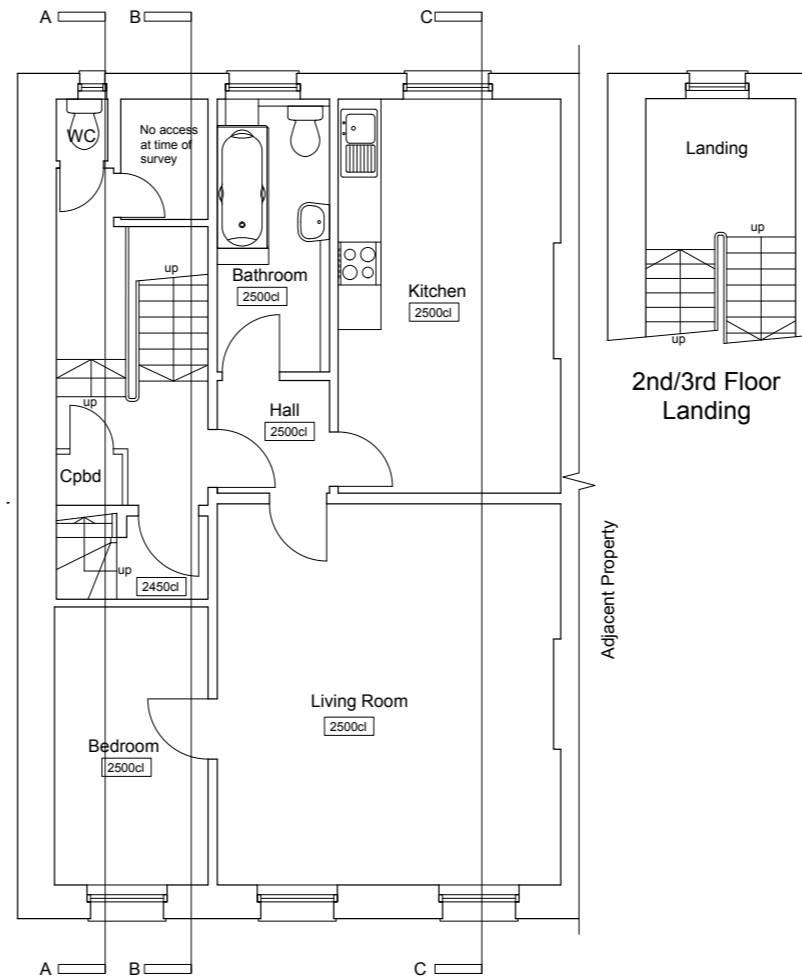 A
B
C
WC
No access
at time of
survey
Landing
up
up
up
Bathroom
2500cl
Kitchen
2500cl
2nd/3rd Floor
Landing
up
Hall
2500cl
Cpbd
up
2450cl
Adjacent Property
Living Room
2500cl
Bedroom
2500cl
A
B
C